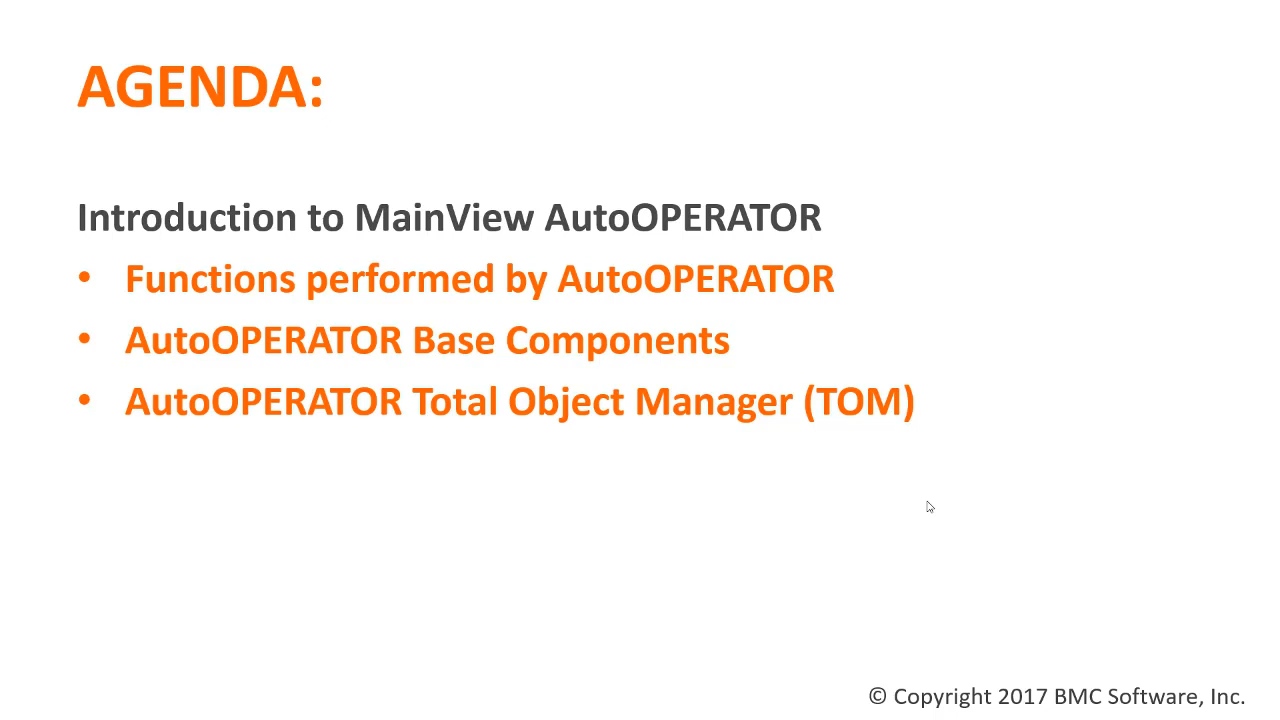 AGENDA:
Introduction to MainView AutoOPERATOR
• Functions performed by AutoOPERATOR
• AutoOPERATOR Base Components
• AutoOPERATOR Total Object Manager (TOM)
© Copyright 2017 BMC Software, Inc.